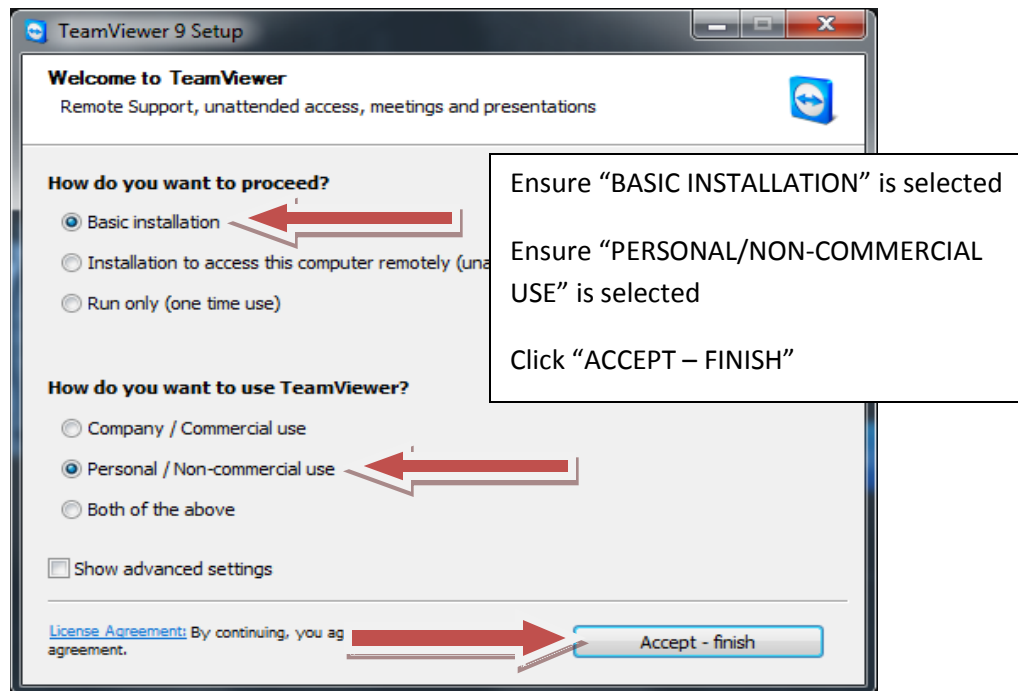 TeamViewer 9 Setup
Welcome to TeamViewer
Remote Support, unattended access, meetings and presentations
How do you want to proceed?
Basic installation
Installation to access this computer remotely (una
Run only (one time use)
Ensure “BASIC INSTALLATION” is selected
Ensure “PERSONAL/NON-COMMERCIAL
USE” is selected
Click “ACCEPT – FINISH”
How do you want to use TeamViewer?
Company / Commercial use
Personal / Non-commercial use
Both of the above
Show advanced settings
License Agreement: By continuing, you ag
agreement.
Accept - finish